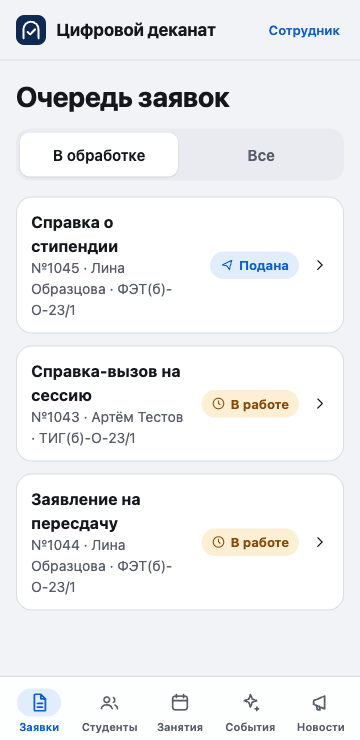 Цифровой деканат
Сотрудник
Очередь заявок
В обработке
Все
Справка о
стипендии
№1045 · Лина
Образцова · ФЭТ(б)-
О-23/1
Подана
Справка-вызов на
сессию
№1043 · Артём Тестов
· ТИГ(б)-О-23/1
В работе
Заявление на
пересдачу
№1044 · Лина
Образцова · ФЭТ(б)-
О-23/1
В работе
Заявки
Студенты
Занятия
События
Новости